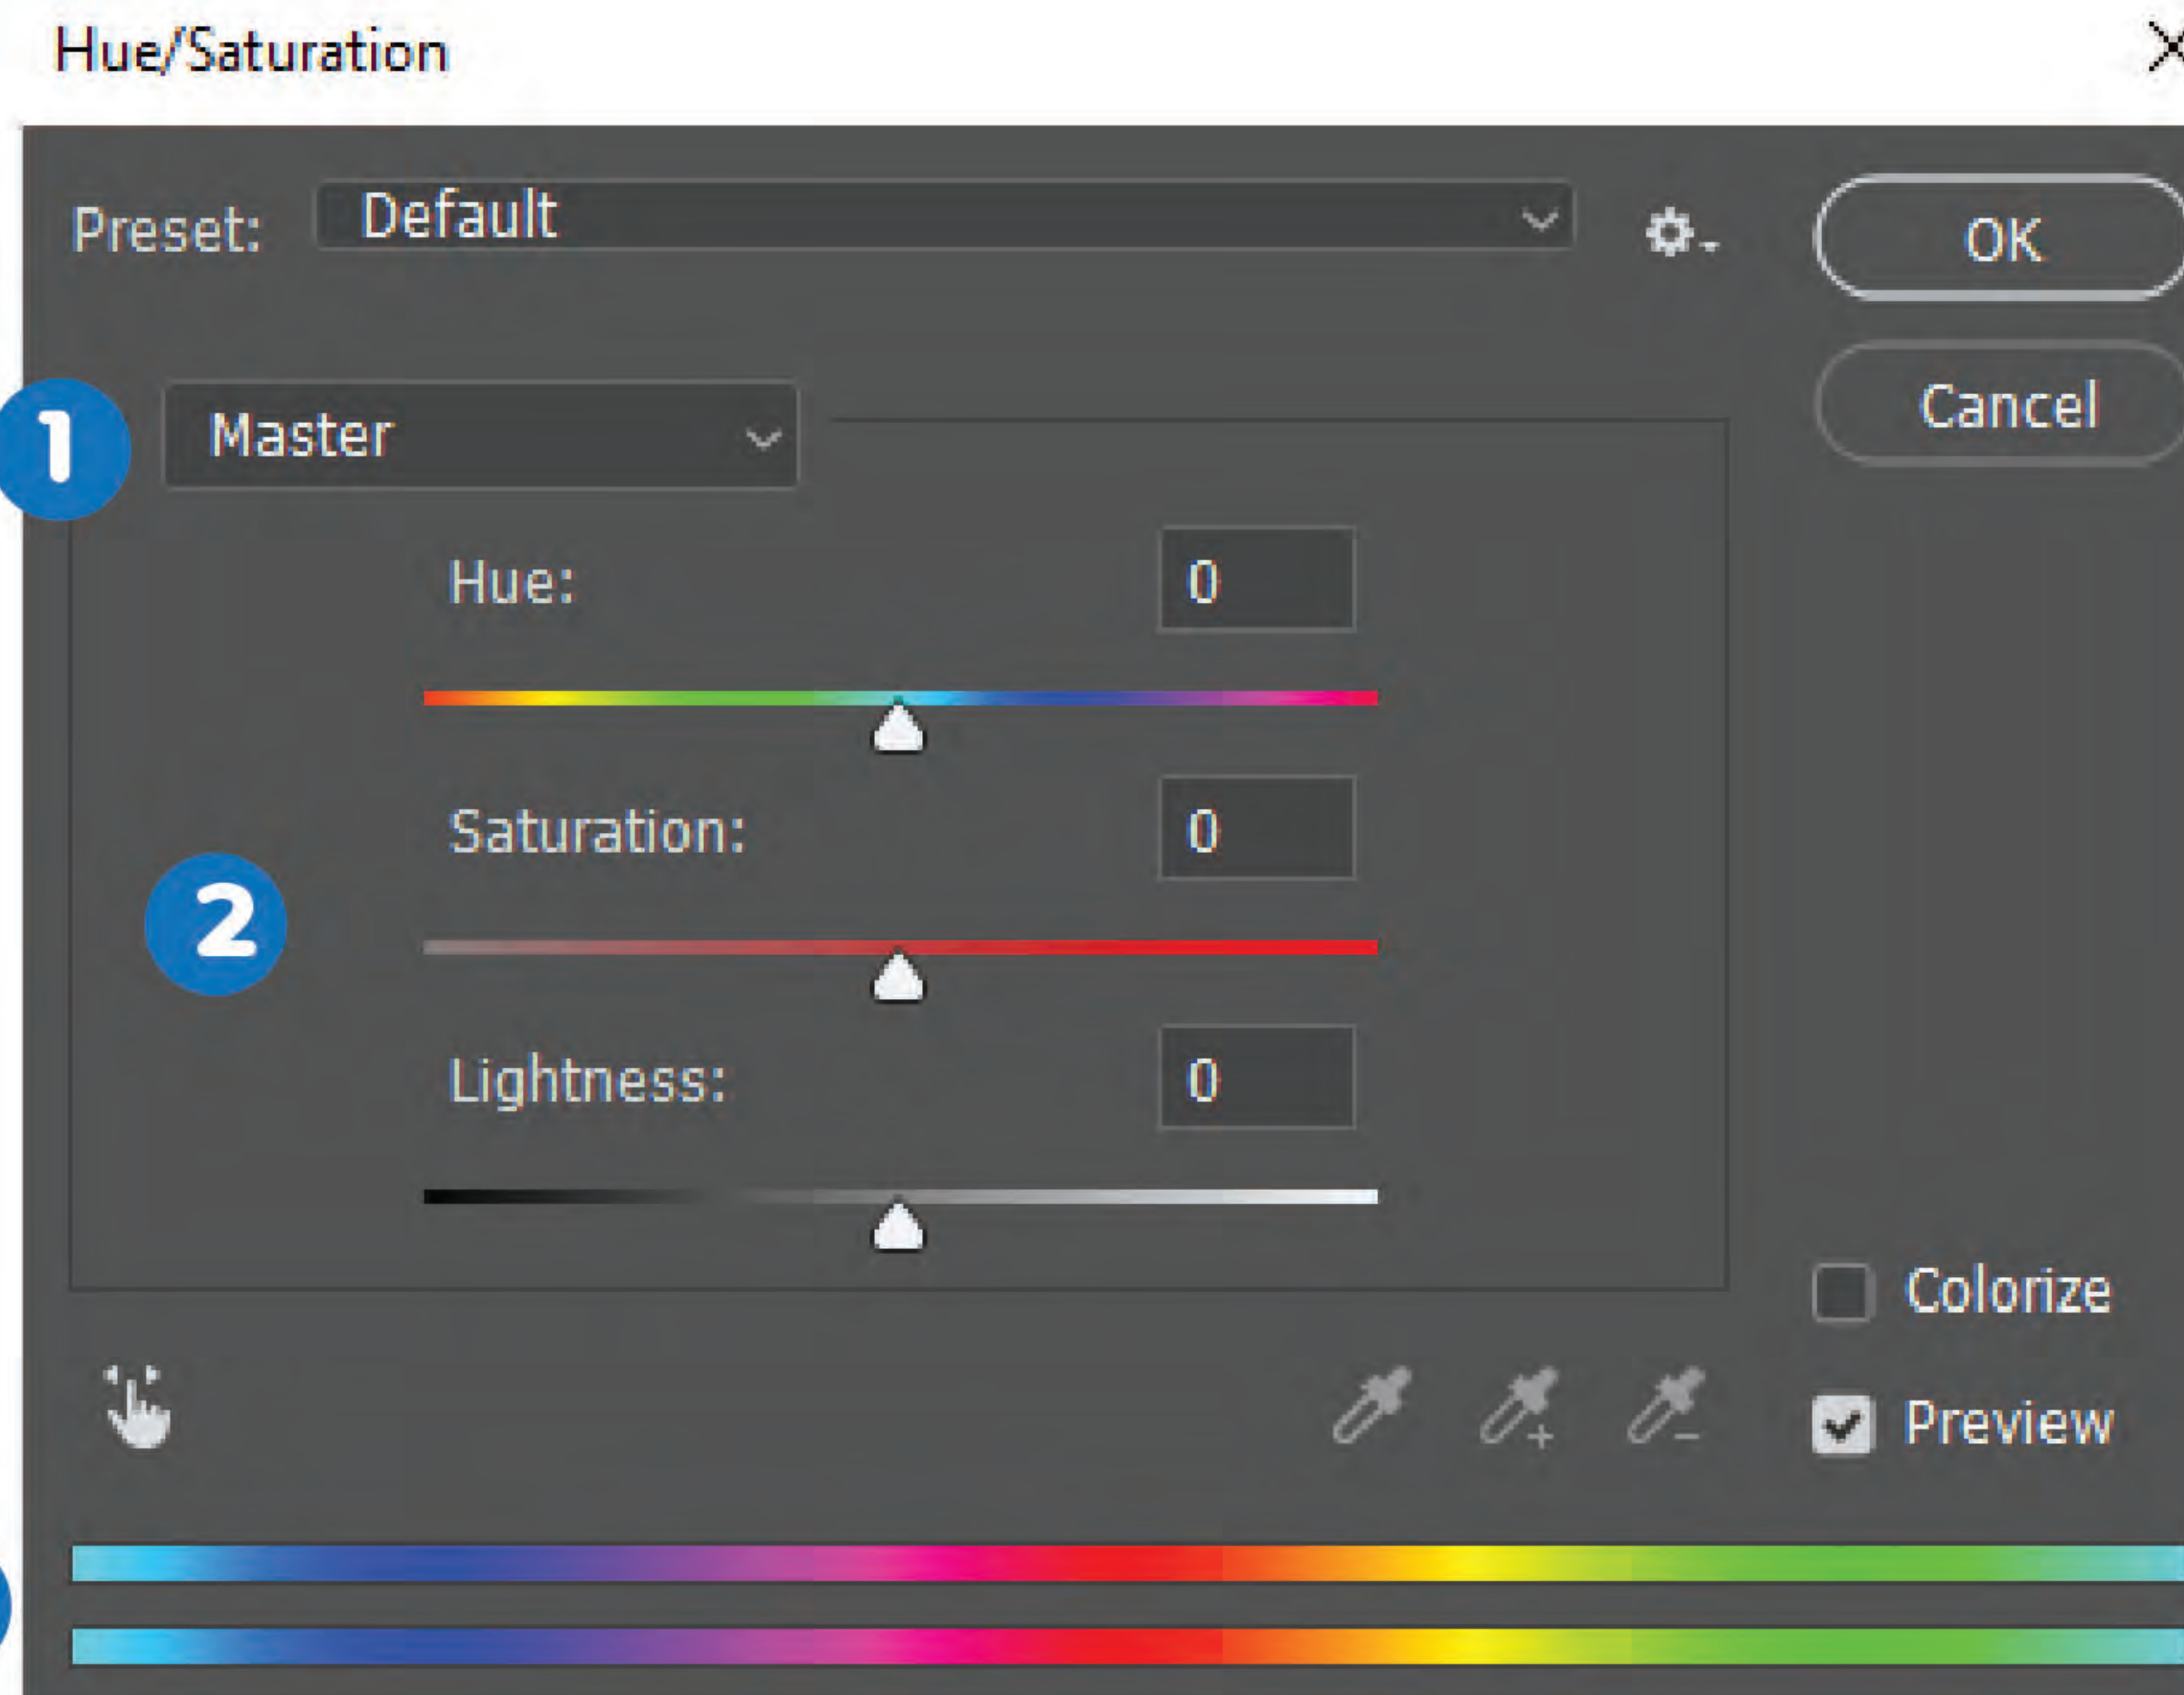 Hue/Saturation
Preset: Default
OK
Cancel
1 Master
Hue: 0
Saturation: 0
2
Lightness: 0
Colorize
Preview